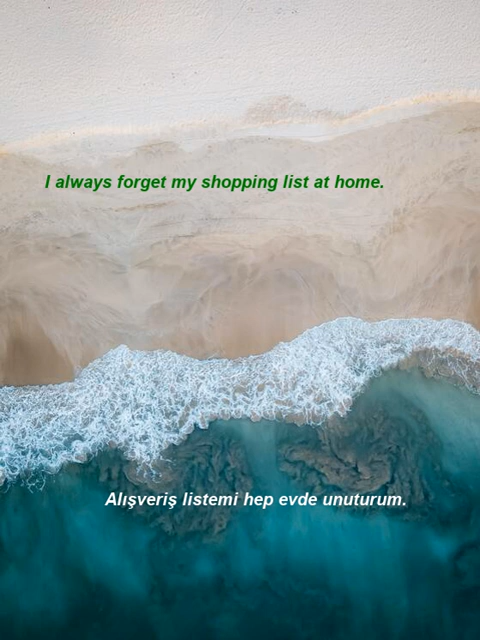 I always forget my shopping list at home.
Alışveriş listemi hep evde unuturum.